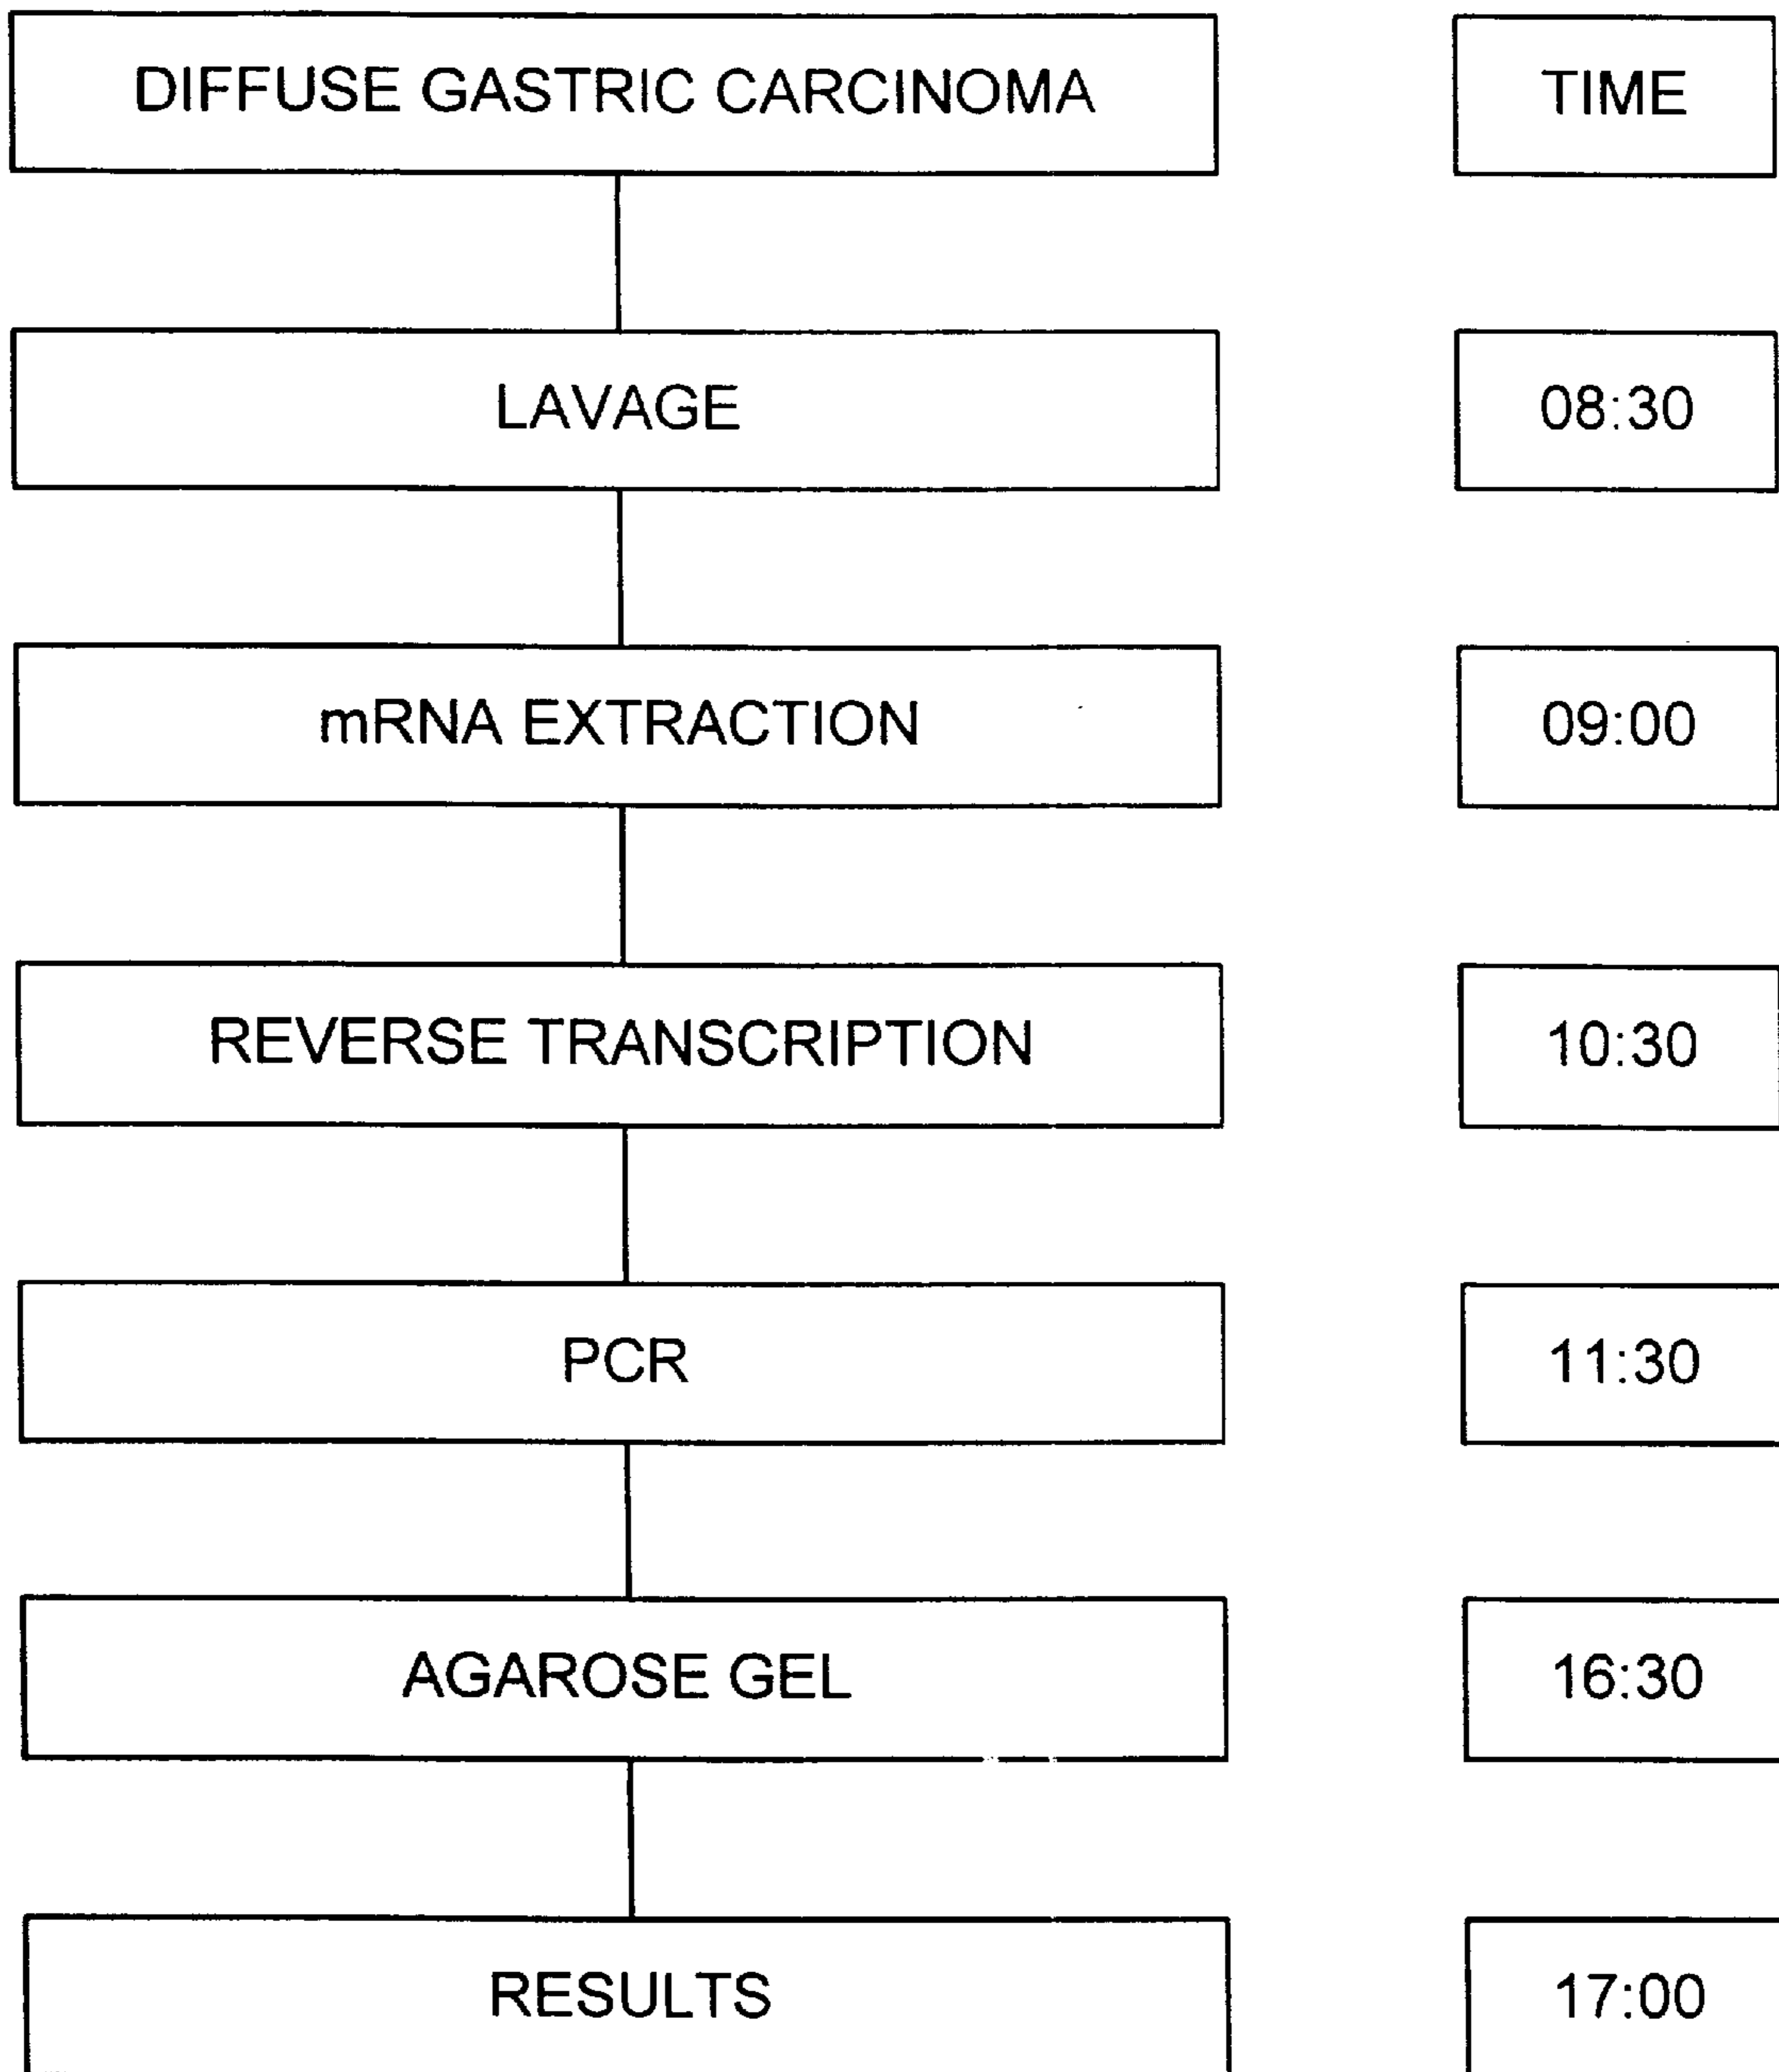 DIFFUSE GASTRIC CARCINOMA TIME
LAVAGE 08:30
mRNA EXTRACTION 09:00
REVERSE TRANSCRIPTION 10:30
PCR 11:30
AGAROSE GEL 16:30
RESULTS 17:00